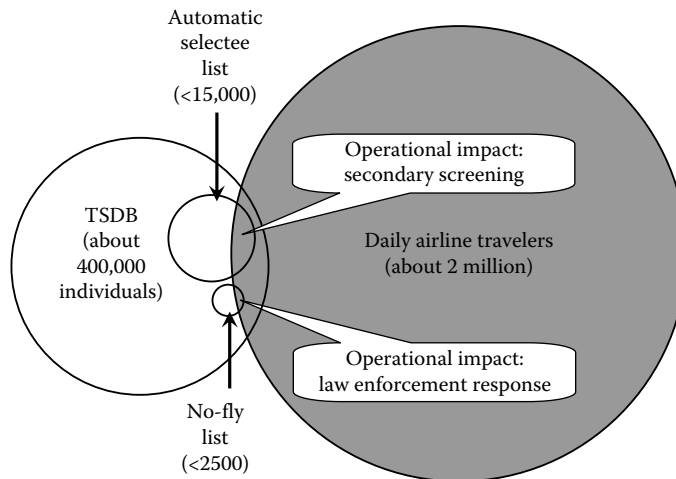 Automatic
selectee
list
(<15,000)
Operational impact:
secondary screening
TSDB
(about
400,000
individuals)
Daily airline travelers
(about 2 million)
Operational impact:
law enforcement response
No-fly
list
(<2500)